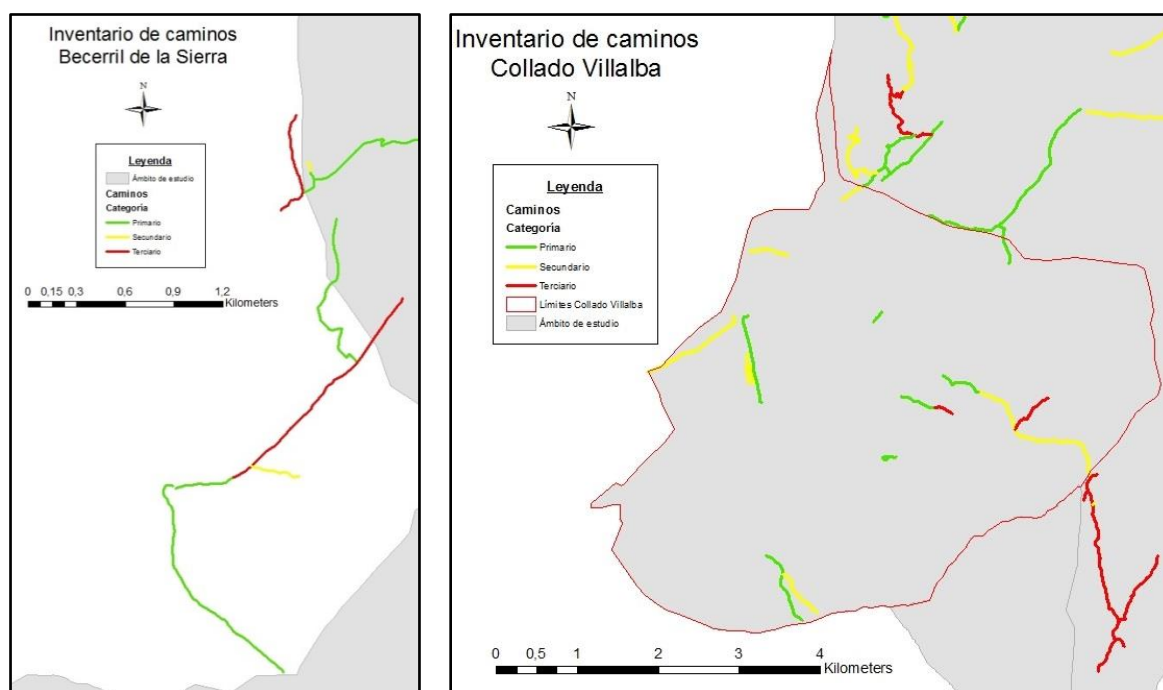 Inventario de caminos
Becerril de la Sierra
N
Leyenda
Ámbito de estudio
Caminos
Categoría
Primario
Secundario
Terciario
0 0,15 0,3 0,6 0,9 1,2
Kilometers
Inventario de caminos
Collado Villalba
N
Leyenda
Caminos
Categoría
Primario
Secundario
Terciario
Límites Collado Villalba
Ámbito de estudio
0 0,5 1 2 3 4
Kilometers